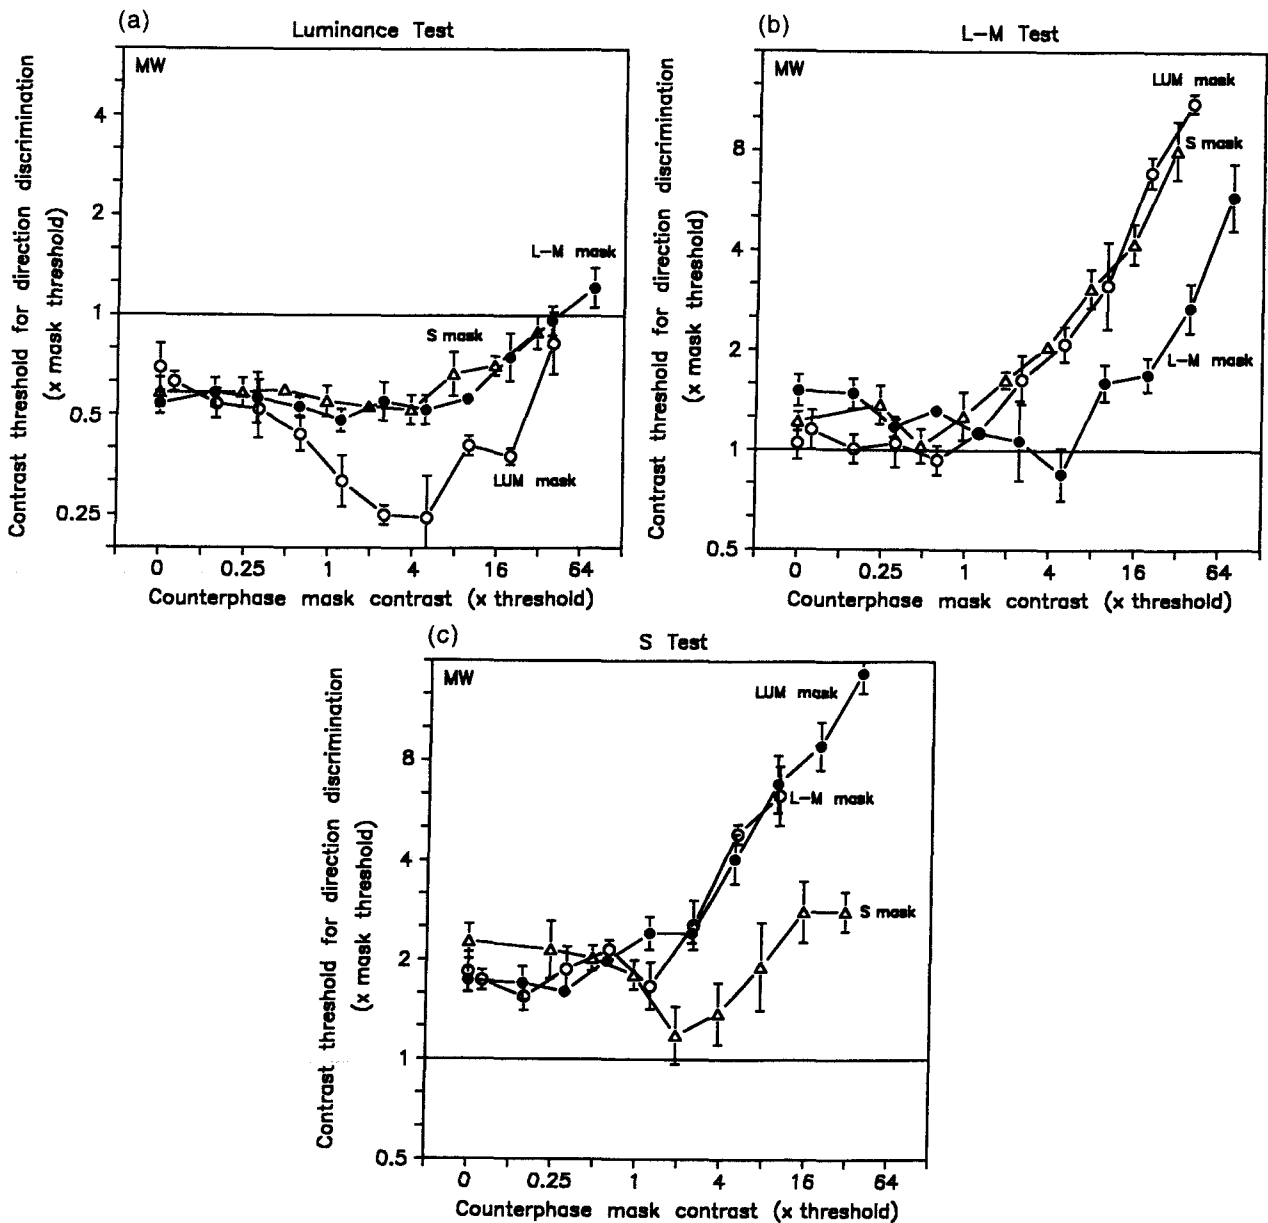 (a)
Luminance Test
MW
Contrast threshold for direction discrimination
(x mask threshold)
4
2
1
0.5
0.25
L-M mask
S mask
LUM mask
0 0.25 1 4 16 64
Counterphase mask contrast (x threshold)
(b)
L-M Test
MW
Contrast threshold for direction discrimination
(x mask threshold)
8
4
2
1
0.5
LUM mask
S mask
L-M mask
0 0.25 1 4 16 64
Counterphase mask contrast (x threshold)
(c)
S Test
MW
Contrast threshold for direction discrimination
(x mask threshold)
8
4
2
1
0.5
LUM mask
L-M mask
S mask
0 0.25 1 4 16 64
Counterphase mask contrast (x threshold)